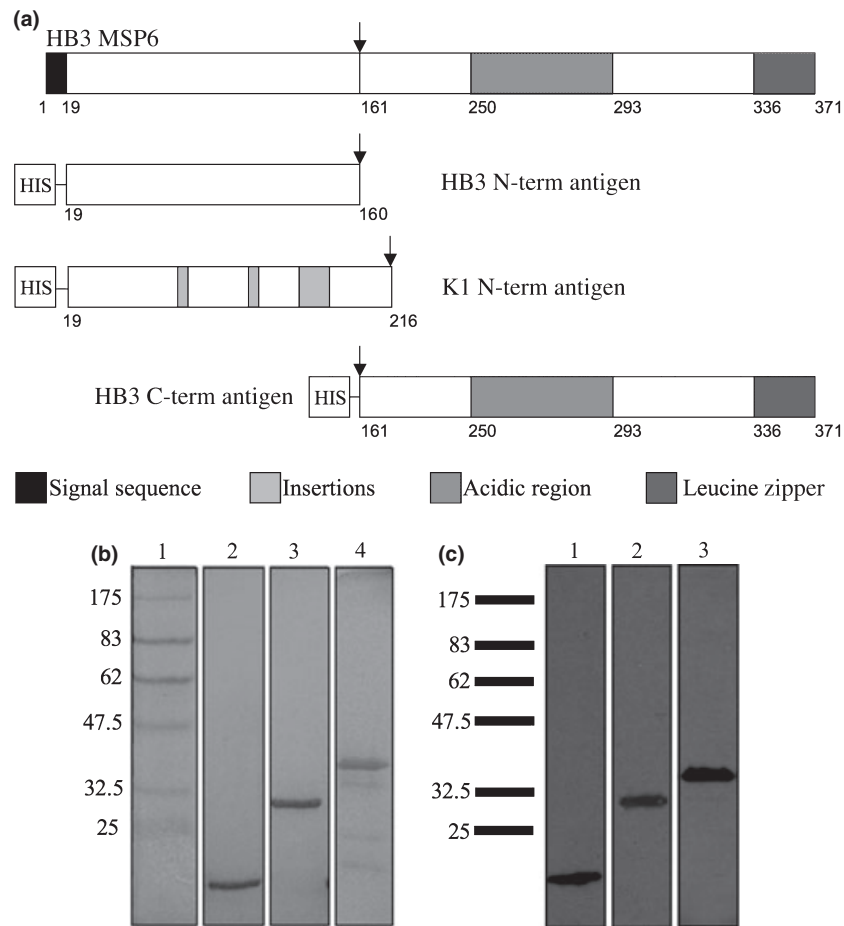 (a)
HB3 MSP6
1 19 161 250 293 336 371
HIS
HB3 N-term antigen
19 160
HIS
K1 N-term antigen
19 216
HB3 C-term antigen
HIS
161 250 293 336 371
Signal sequence Insertions Acidic region Leucine zipper
(b) 1 2 3 4
175
83
62
47.5
32.5
25
(c) 1 2 3
175
83
62
47.5
32.5
25